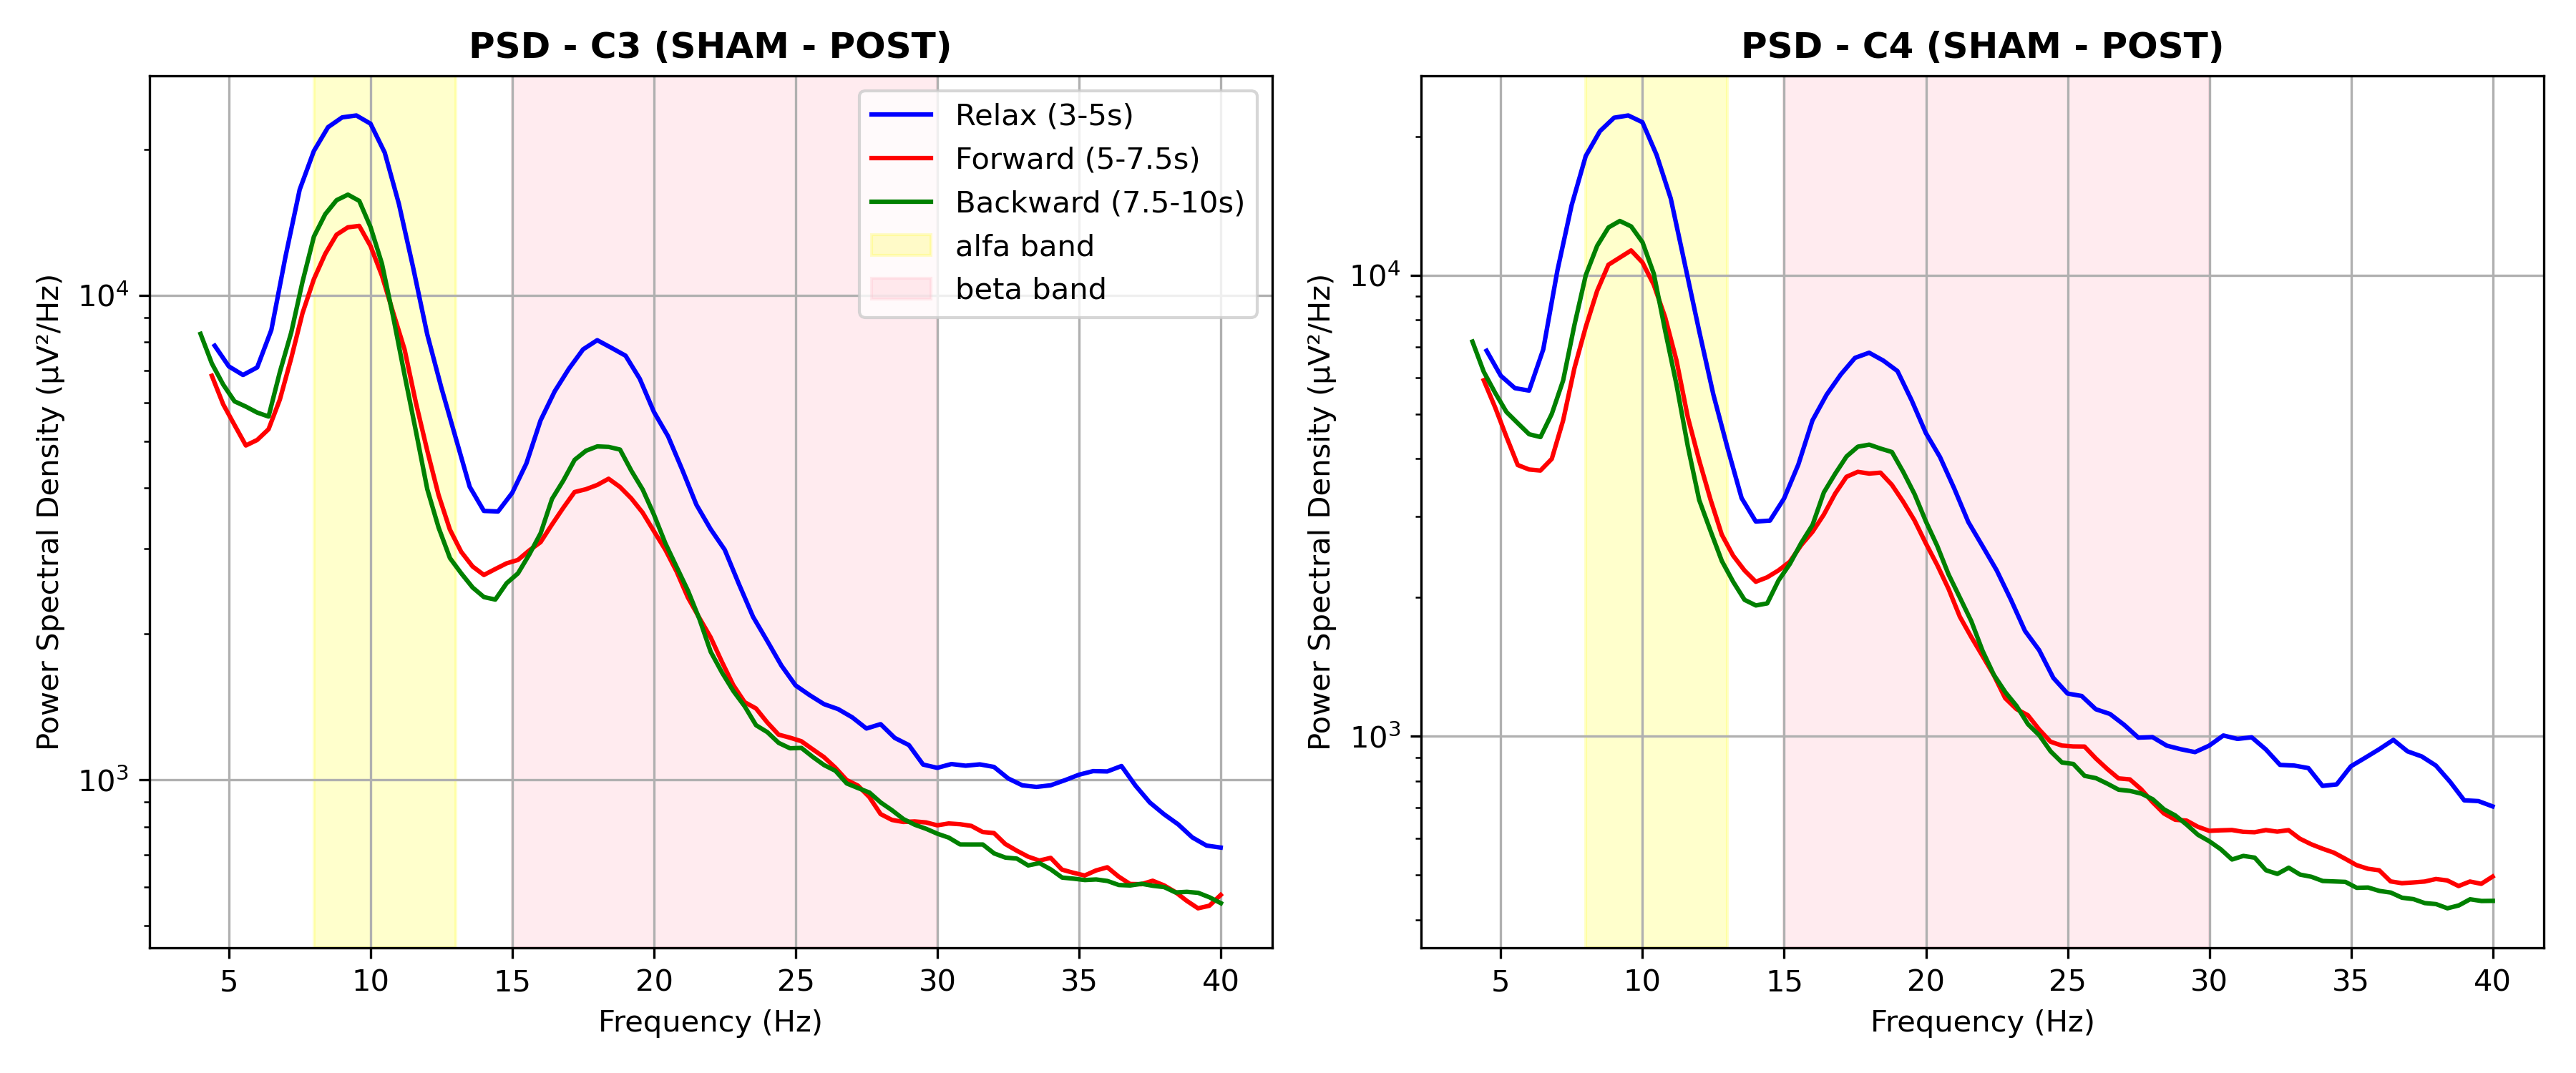 PSD - C3 (SHAM - POST)
Power Spectral Density (μV²/Hz)
10⁴
10³
Relax (3-5s)
Forward (5-7.5s)
Backward (7.5-10s)
alfa band
beta band
5 10 15 20 25 30 35 40
Frequency (Hz)
PSD - C4 (SHAM - POST)
Power Spectral Density (μV²/Hz)
10⁴
10³
5 10 15 20 25 30 35 40
Frequency (Hz)